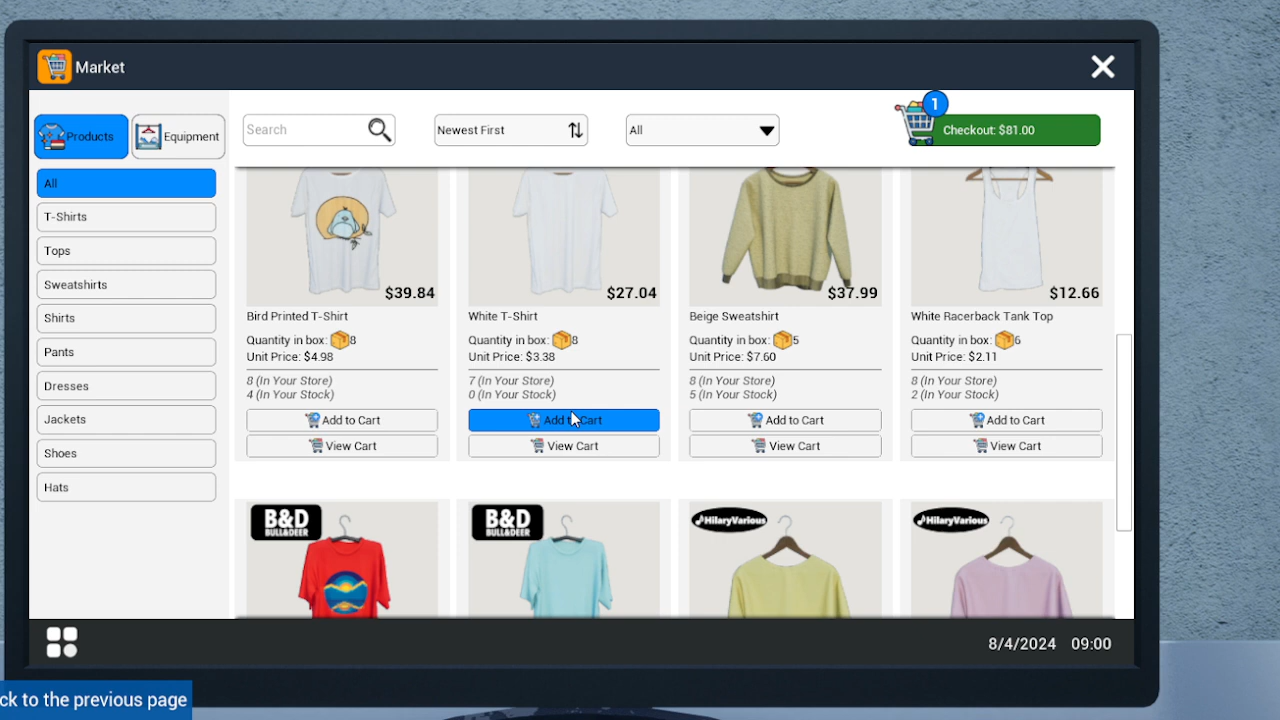 Market
Products
Equipment
Search
Newest First
All
1
Checkout: $81.00
All
T-Shirts
Tops
Sweatshirts
Shirts
Pants
Dresses
Jackets
Shoes
Hats
$39.84
Bird Printed T-Shirt
Quantity in box: 8
Unit Price: $4.98
8 (In Your Store)
4 (In Your Stock)
Add to Cart
View Cart
$27.04
White T-Shirt
Quantity in box: 8
Unit Price: $3.38
7 (In Your Store)
0 (In Your Stock)
Add to Cart
View Cart
$37.99
Beige Sweatshirt
Quantity in box: 5
Unit Price: $7.60
8 (In Your Store)
5 (In Your Stock)
Add to Cart
View Cart
$12.66
White Racerback Tank Top
Quantity in box: 6
Unit Price: $2.11
8 (In Your Store)
2 (In Your Stock)
Add to Cart
View Cart
B&D
BULL&DEER
B&D
BULL&DEER
HilaryVarious
HilaryVarious
8/4/2024 09:00
ck to the previous page